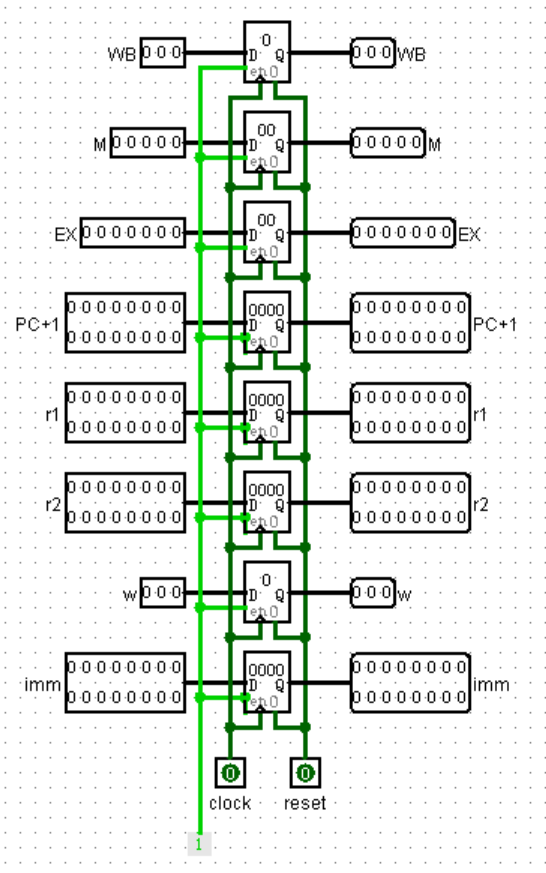 WB 000 0 D Q en 0 000 WB
M 00000 00 D Q en 0 00000 M
EX 0000000 00 D Q en 0 0000000 EX
00000000 0000 00000000
PC+1 00000000 D Q en 0 00000000 PC+1
00000000 0000 00000000
r1 00000000 D Q en 0 00000000 r1
00000000 0000 00000000
r2 00000000 D Q en 0 00000000 r2
w 000 0 D Q en 0 000 w
00000000 0000 00000000
imm 00000000 D Q en 0 00000000 imm
0 0
clock reset
1